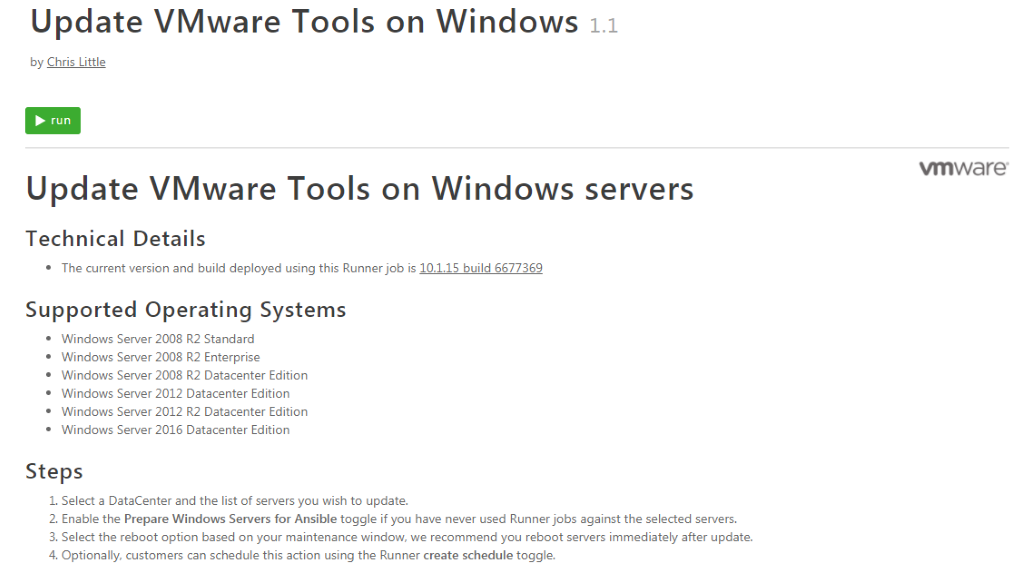 Update VMware Tools on Windows 1.1
by Chris Little
run
vmware
Update VMware Tools on Windows servers
Technical Details
• The current version and build deployed using this Runner job is 10.1.15 build 6677369
Supported Operating Systems
• Windows Server 2008 R2 Standard
• Windows Server 2008 R2 Enterprise
• Windows Server 2008 R2 Datacenter Edition
• Windows Server 2012 Datacenter Edition
• Windows Server 2012 R2 Datacenter Edition
• Windows Server 2016 Datacenter Edition
Steps
1. Select a DataCenter and the list of servers you wish to update.
2. Enable the Prepare Windows Servers for Ansible toggle if you have never used Runner jobs against the selected servers.
3. Select the reboot option based on your maintenance window, we recommend you reboot servers immediately after update.
4. Optionally, customers can schedule this action using the Runner create schedule toggle.